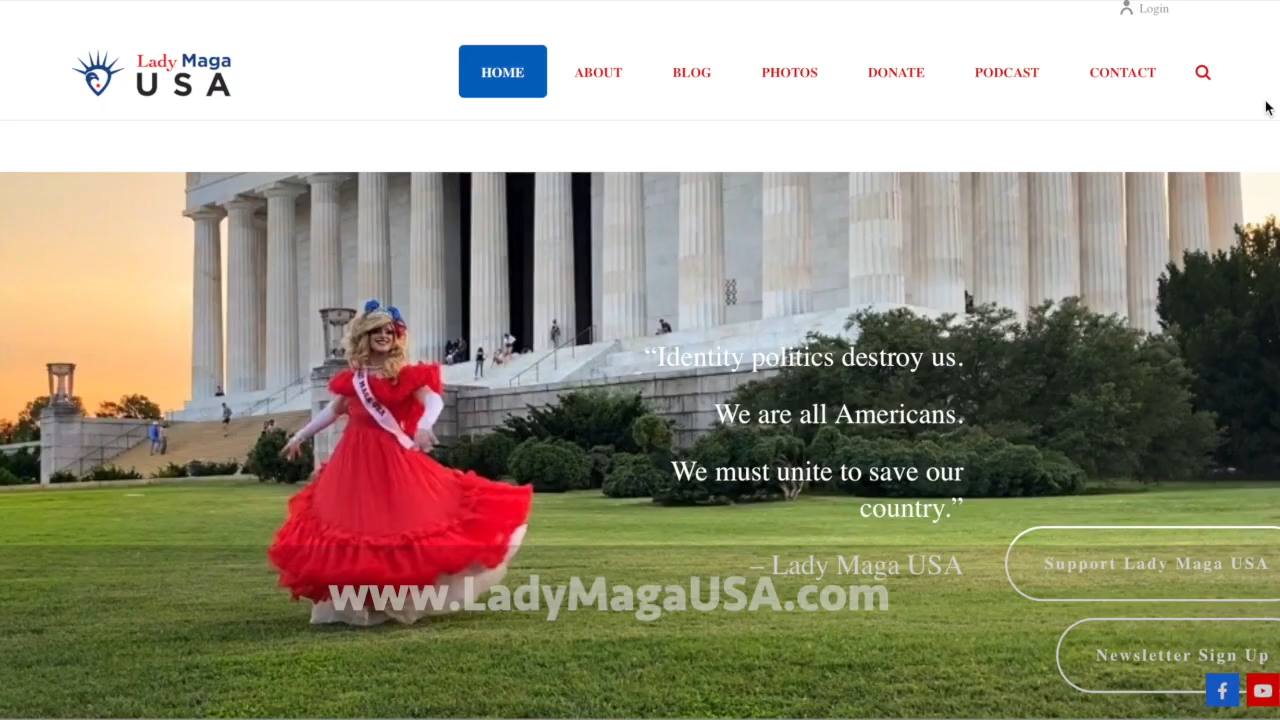 Login
Lady Maga
USA
HOME ABOUT BLOG PHOTOS DONATE PODCAST CONTACT
“Identity politics destroy us.
We are all Americans.
We must unite to save our
country.”
– Lady Maga USA
Support Lady Maga USA
www.LadyMagaUSA.com
Newsletter Sign Up